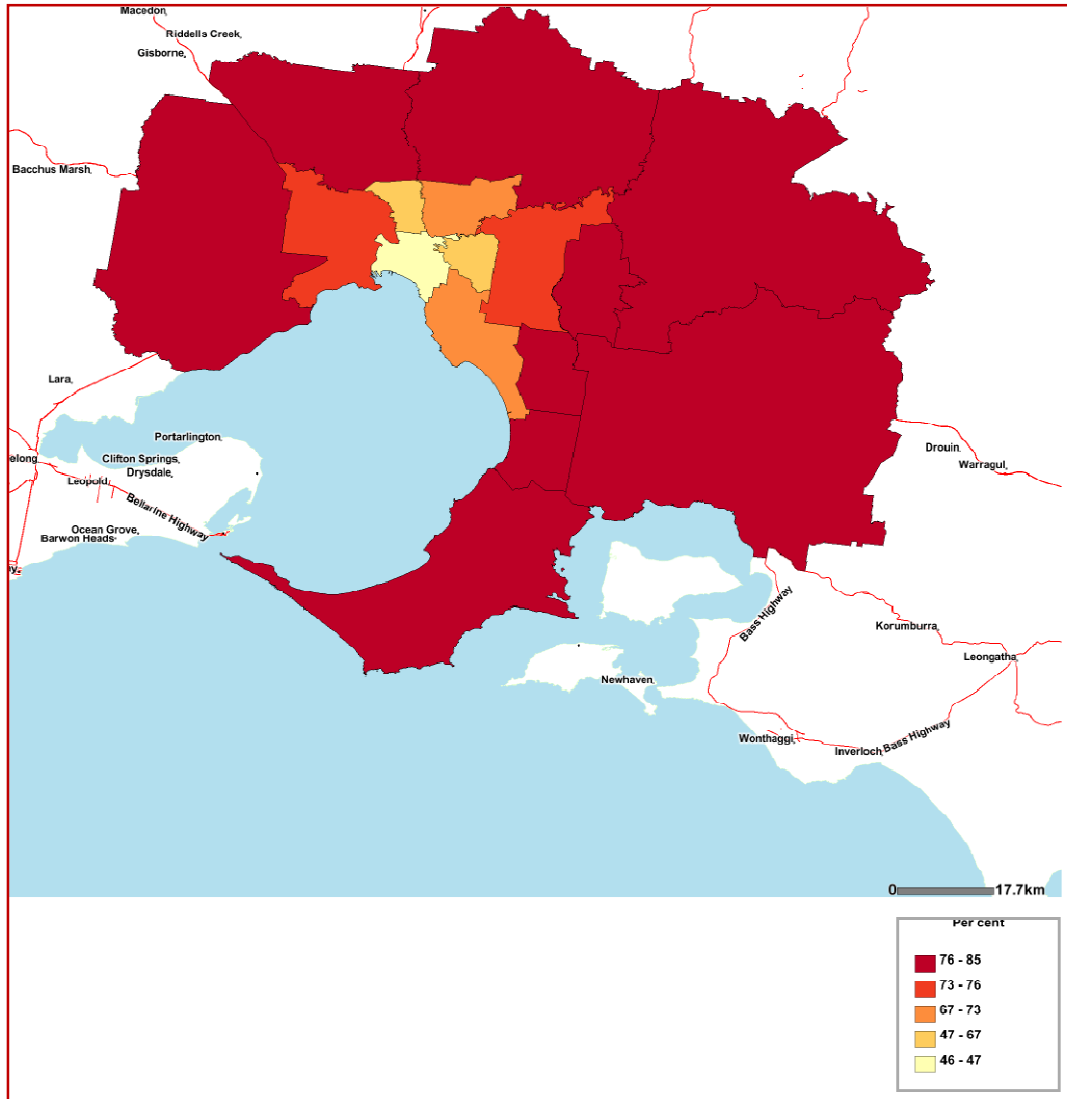 Macedon
Riddells Creek
Gisborne
Bacchus Marsh
Lara
Portarlington
elong
Clifton Springs
Drysdale
Leopold
Bellarine Highway
Ocean Grove
Barwon Heads
ny
Drouin
Warragul
Bass Highway
Korumburra
Leongatha
Newhaven
Wonthaggi
Inverloch
Bass Highway
0 17.7km
Per cent
76 - 85
73 - 76
67 - 73
47 - 67
46 - 47